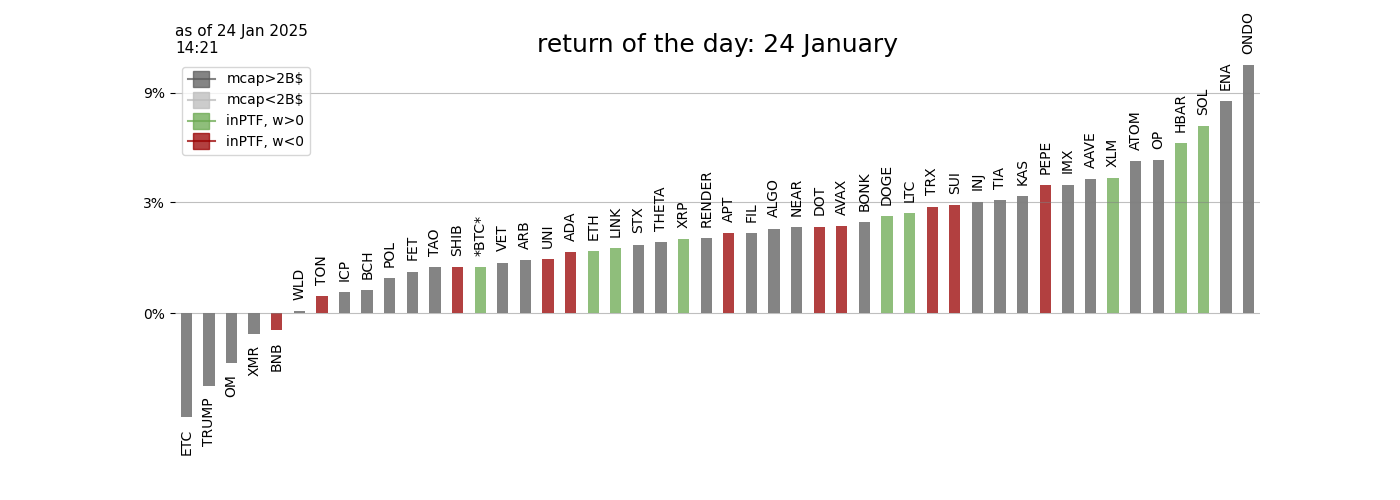 as of 24 Jan 2025
14:21
return of the day: 24 January
mcap>2B$
mcap<2B$
inPTF, w>0
inPTF, w<0
9%
3%
0%
ETC
TRUMP
OM
XMR
BNB
WLD
TON
ICP
BCH
POL
FET
TAO
SHIB
*BTC*
VET
ARB
UNI
ADA
ETH
LINK
STX
THETA
XRP
RENDER
APT
FIL
ALGO
NEAR
DOT
AVAX
BONK
DOGE
LTC
TRX
SUI
INJ
TIA
KAS
PEPE
IMX
AAVE
XLM
ATOM
OP
HBAR
SOL
ENA
ONDO